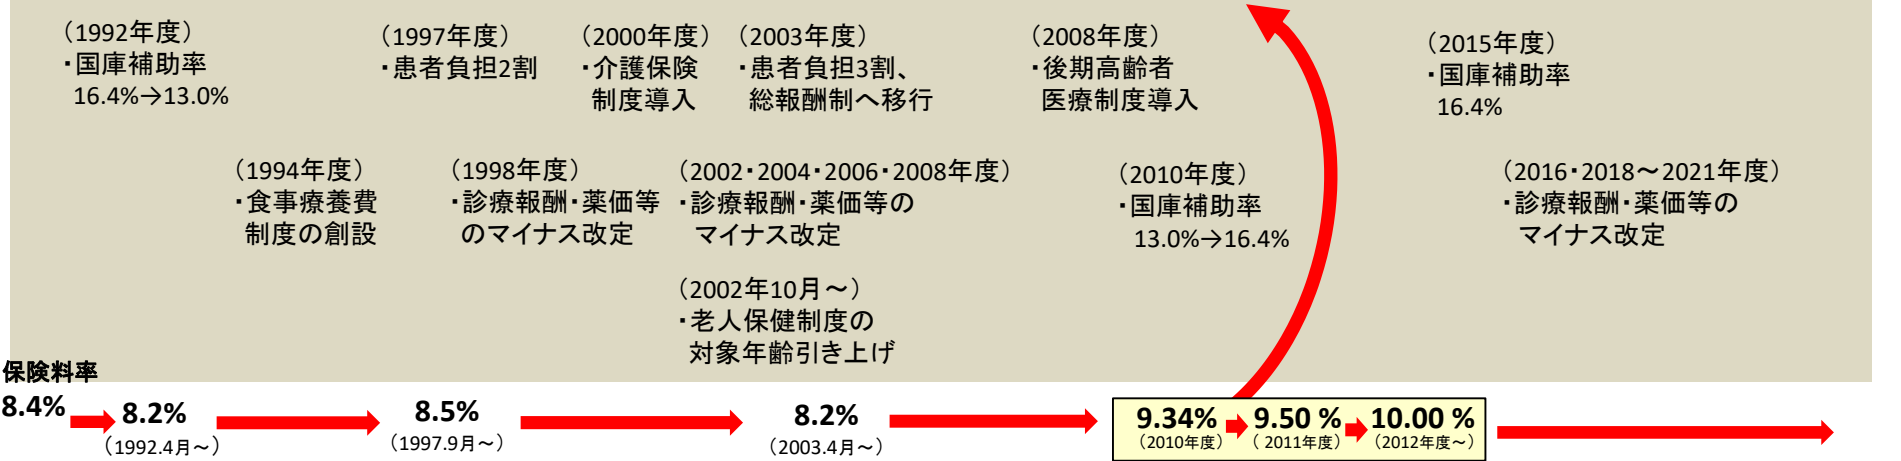 （1992年度）
・国庫補助率
16.4%→13.0%
（1997年度）
・患者負担2割
（2000年度）
・介護保険
制度導入
（2003年度）
・患者負担3割、
総報酬制へ移行
（2008年度）
・後期高齢者
医療制度導入
（2015年度）
・国庫補助率
16.4%
（1994年度）
・食事療養費
制度の創設
（1998年度）
・診療報酬・薬価等
のマイナス改定
（2002・2004・2006・2008年度）
・診療報酬・薬価等の
マイナス改定
（2010年度）
・国庫補助率
13.0%→16.4%
（2016・2018～2021年度）
・診療報酬・薬価等の
マイナス改定
（2002年10月～）
・老人保健制度の
対象年齢引き上げ
保険料率
8.4%
8.2%
（1992.4月～）
8.5%
（1997.9月～）
8.2%
（2003.4月～）
9.34%
（2010年度）
9.50 %
（ 2011年度）
10.00 %
（2012年度～）